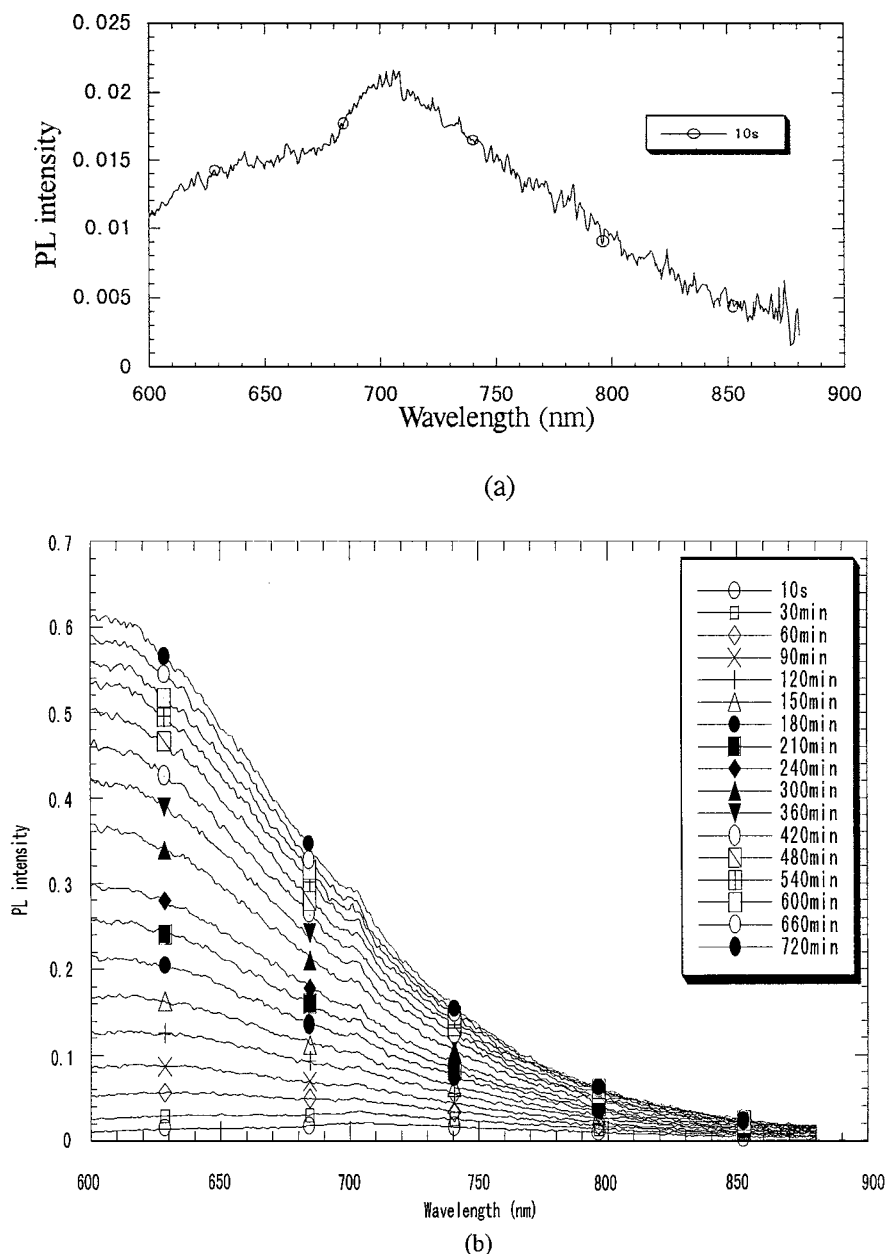 0.025
0.02
0.015
0.01
0.005
0
PL intensity
10s
600 650 700 750 800 850 900
Wavelength (nm)
(a)
0.7
0.6
0.5
0.4
0.3
0.2
0.1
0
PL intensity
10s
30min
60min
90min
120min
150min
180min
210min
240min
300min
360min
420min
480min
540min
600min
660min
720min
600 650 700 750 800 850 900
Wavelength (nm)
(b)